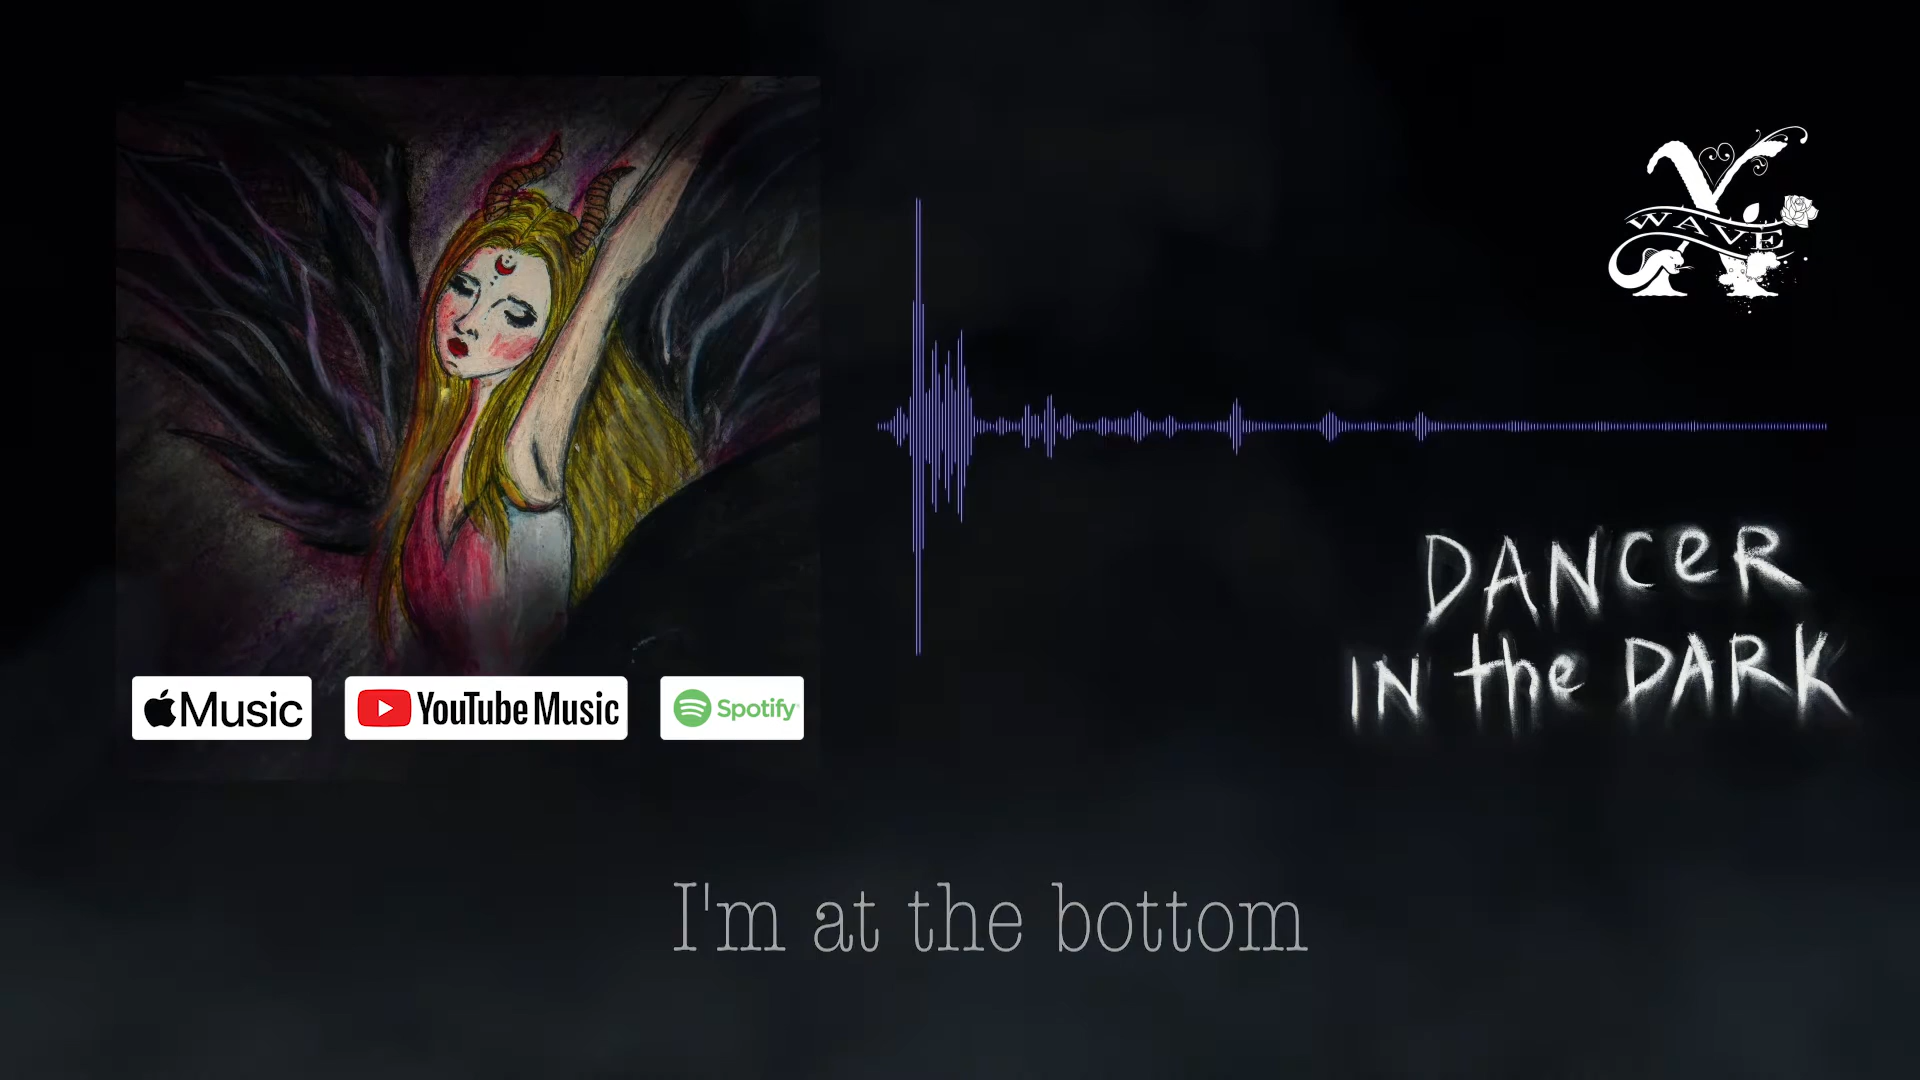 X
WAVE
DANCeR
IN the DARK
Music
YouTube Music
Spotify
I'm at the bottom